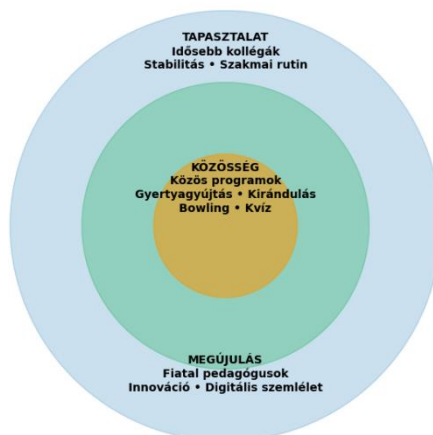 TAPASZTALAT
Idősebb kollégák
Stabilitás • Szakmai rutin
KÖZÖSSÉG
Közös programok
Gyertyagyújtás • Kirándulás
Bowling • Kvíz
MEGÚJULÁS
Fiatal pedagógusok
Innováció • Digitális szemlélet